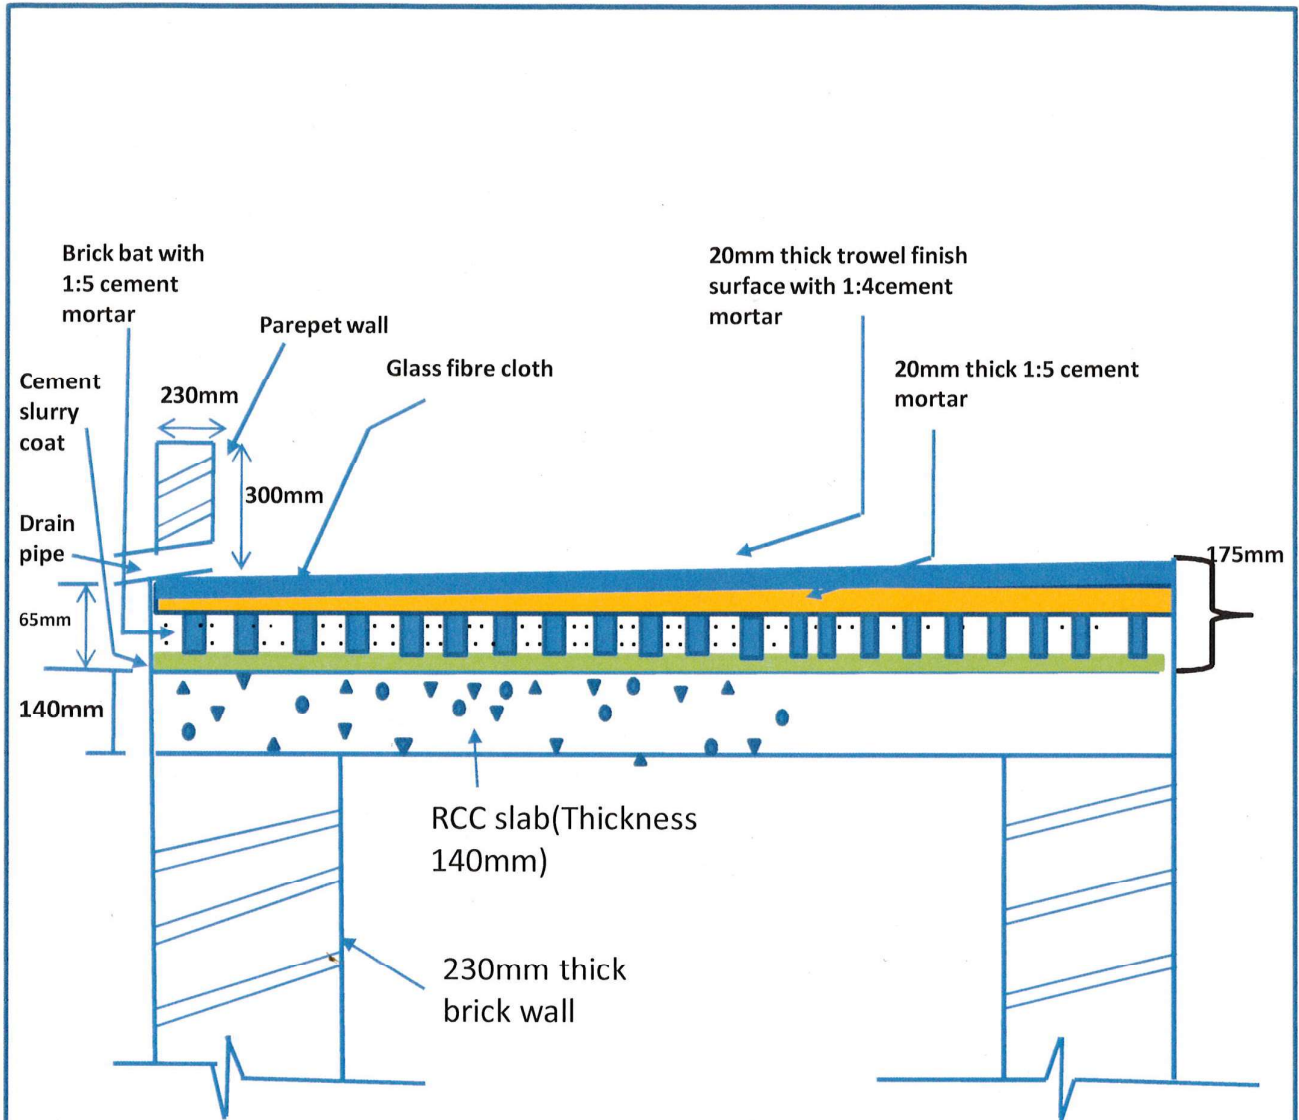 Brick bat with
1:5 cement
mortar
20mm thick trowel finish
surface with 1:4cement
mortar
Parepet wall
Glass fibre cloth
20mm thick 1:5 cement
mortar
Cement
slurry
coat
230mm
300mm
Drain
pipe
175mm
65mm
140mm
RCC slab(Thickness
140mm)
230mm thick
brick wall